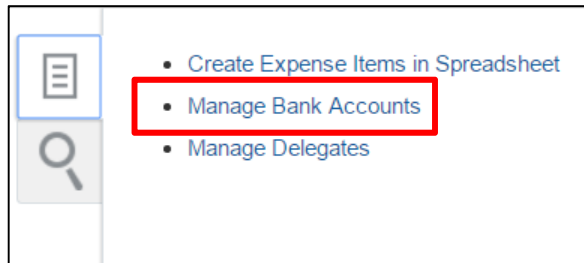 Create Expense Items in Spreadsheet
Manage Bank Accounts
Manage Delegates